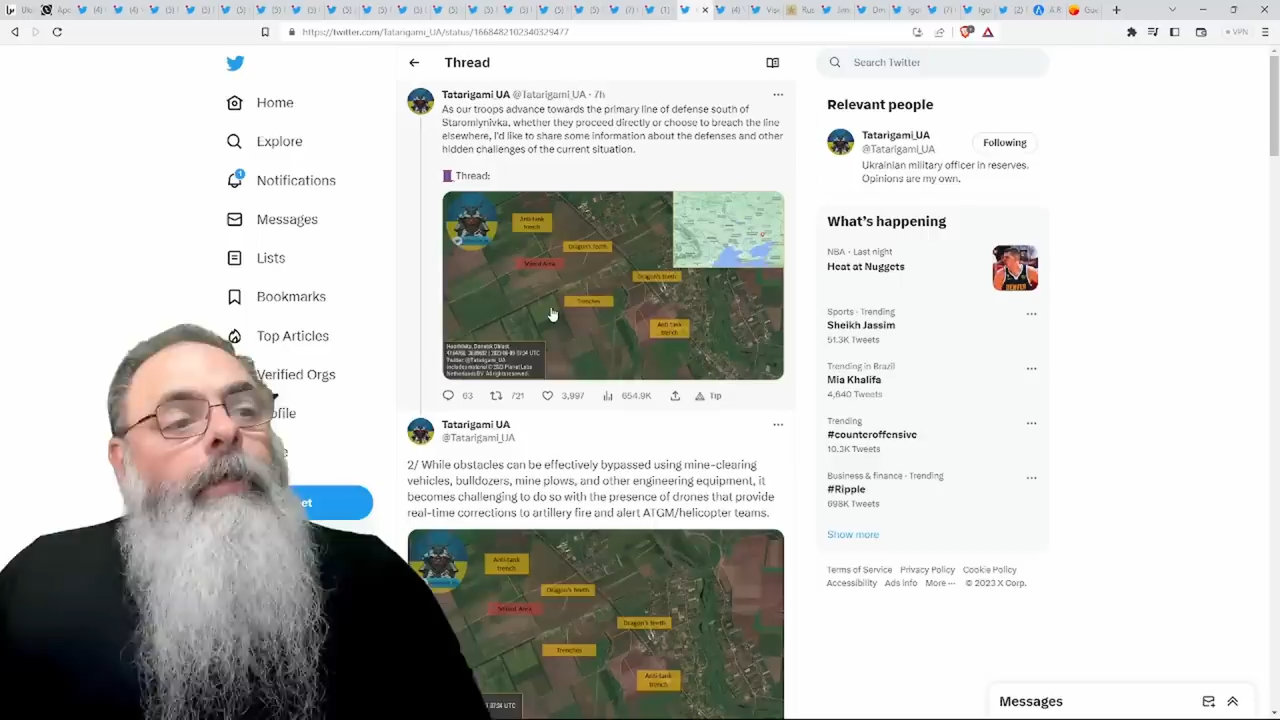 https://twitter.com/Tatarigami_UA/status/1668482102340329477
VPN
Home
Explore
Notifications
Messages
Lists
Bookmarks
Top Articles
Verified Orgs
Thread
Tatarigami_UA @Tatarigami_UA · 7h
As our troops advance towards the primary line of defense south of
Staromlynivka, whether they proceed directly or choose to breach the line
elsewhere, I'd like to share some information about the defenses and other
hidden challenges of the current situation.
Thread:
Anti-tank
trench
Dragon's teeth
Mined Area
Dragon's teeth
Trenches
Anti-tank
trench
63 721 3,997 654.9K Tip
Tatarigami_UA
@Tatarigami_UA
2/ While obstacles can be effectively bypassed using mine-clearing
vehicles, bulldozers, mine plows, and other engineering equipment, it
becomes challenging to do so with the presence of drones that provide
real-time corrections to artillery fire and alert ATGM/helicopter teams.
Anti-tank
trench
Dragon's teeth
Mined Area
Dragon's teeth
Trenches
Anti-tank
trench
Search Twitter
Relevant people
Tatarigami_UA
@Tatarigami_UA
Following
Ukrainian military officer in reserves.
Opinions are my own.
What's happening
NBA · Last night
Heat at Nuggets
Sports · Trending
Sheikh Jassim
51.3K Tweets
Trending in Brazil
Mia Khalifa
4,640 Tweets
Trending
#counteroffensive
10.3K Tweets
Business & finance · Trending
#Ripple
698K Tweets
Show more
Terms of Service Privacy Policy Cookie Policy
Accessibility Ads info More ··· © 2023 X Corp.
Messages